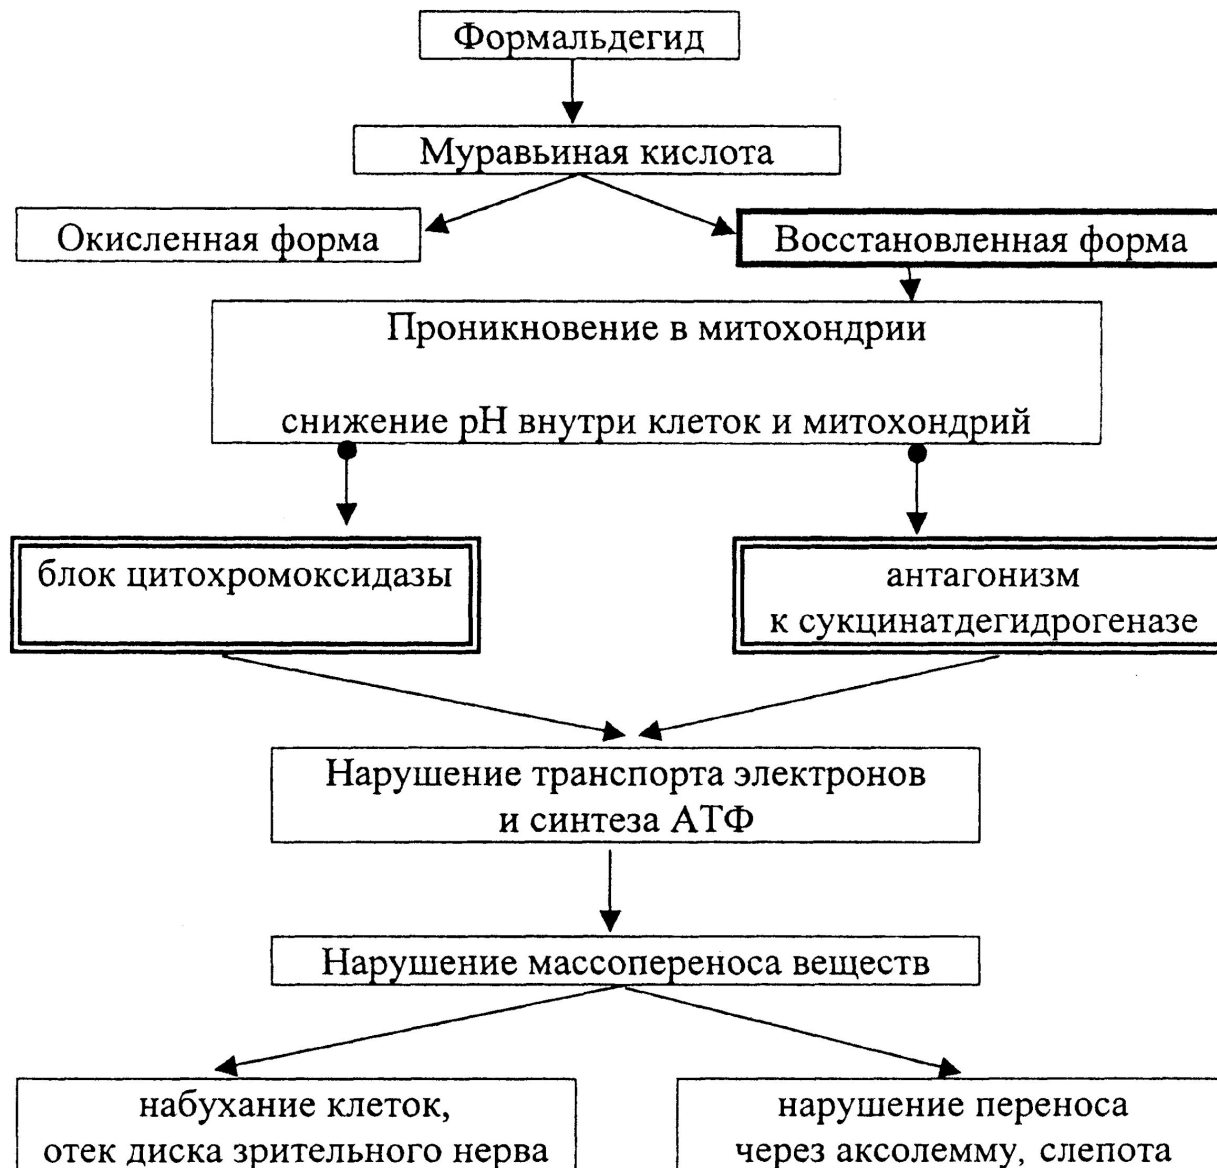 Формальдегид
Муравьиная кислота
Окисленная форма
Восстановленная форма
Проникновение в митохондрии
снижение рН внутри клеток и митохондрий
блок цитохромоксидазы
антагонизм
к сукцинатдегидрогеназе
Нарушение транспорта электронов
и синтеза АТФ
Нарушение массопереноса веществ
набухание клеток,
отек диска зрительного нерва
нарушение переноса
через аксолемму, слепота